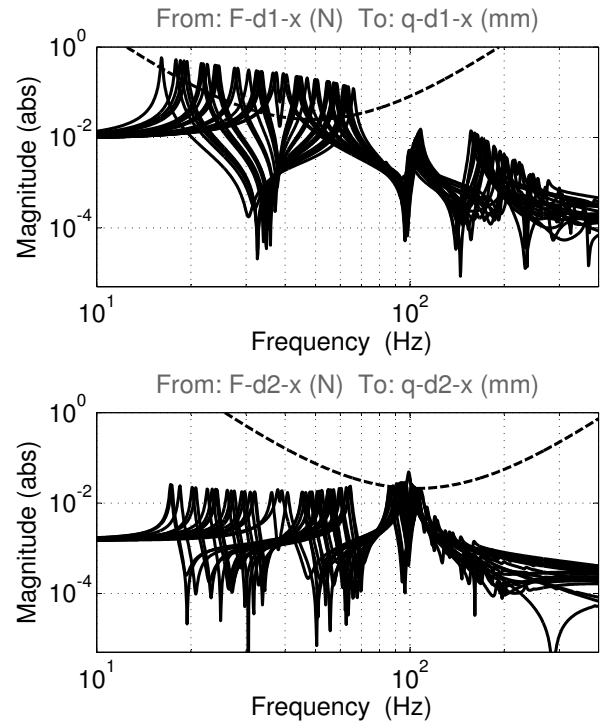 From: F-d1-x (N)  To: q-d1-x (mm)
10^0
10^-2
10^-4
Magnitude (abs)
10^1
10^2
Frequency  (Hz)
From: F-d2-x (N)  To: q-d2-x (mm)
10^0
10^-2
10^-4
Magnitude (abs)
10^1
10^2
Frequency  (Hz)